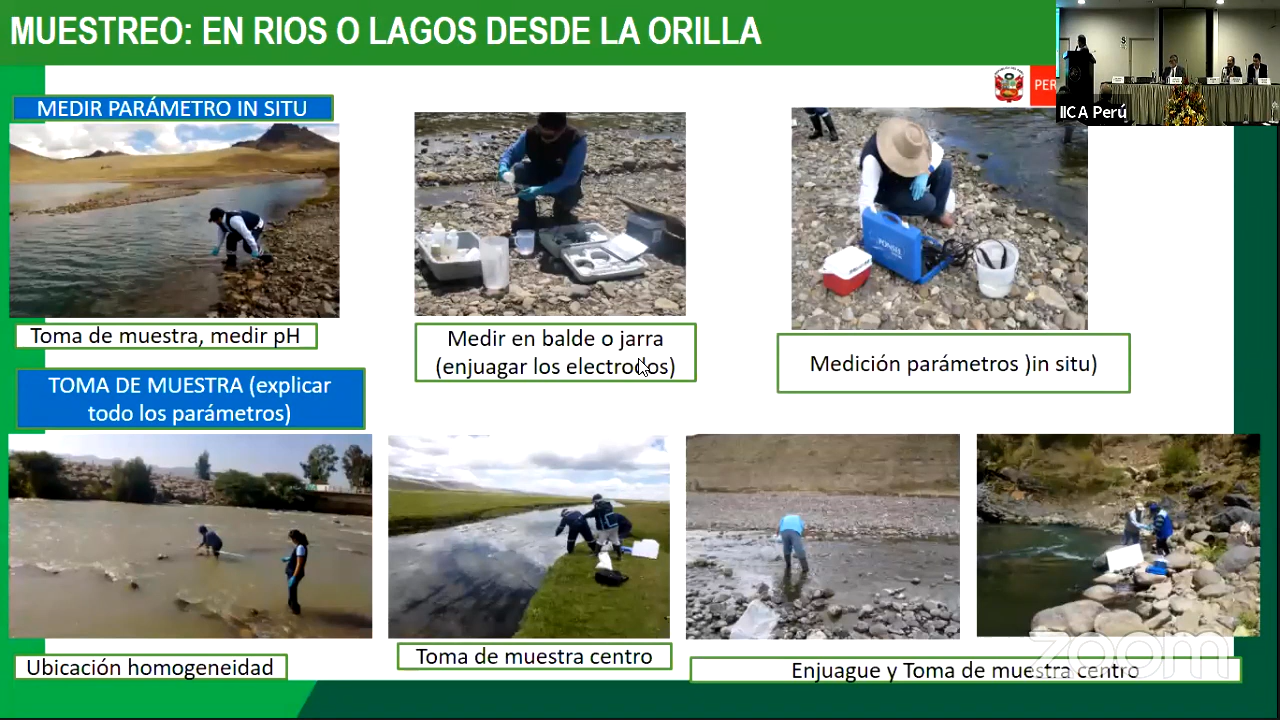 MUESTREO: EN RIOS O LAGOS DESDE LA ORILLA
PER
IICA Perú
MEDIR PARÁMETRO IN SITU
Toma de muestra, medir pH
Medir en balde o jarra
(enjuagar los electrodos)
Medición parámetros )in situ)
TOMA DE MUESTRA (explicar
todo los parámetros)
Ubicación homogeneidad
Toma de muestra centro
Enjuague y Toma de muestra centro
zoom